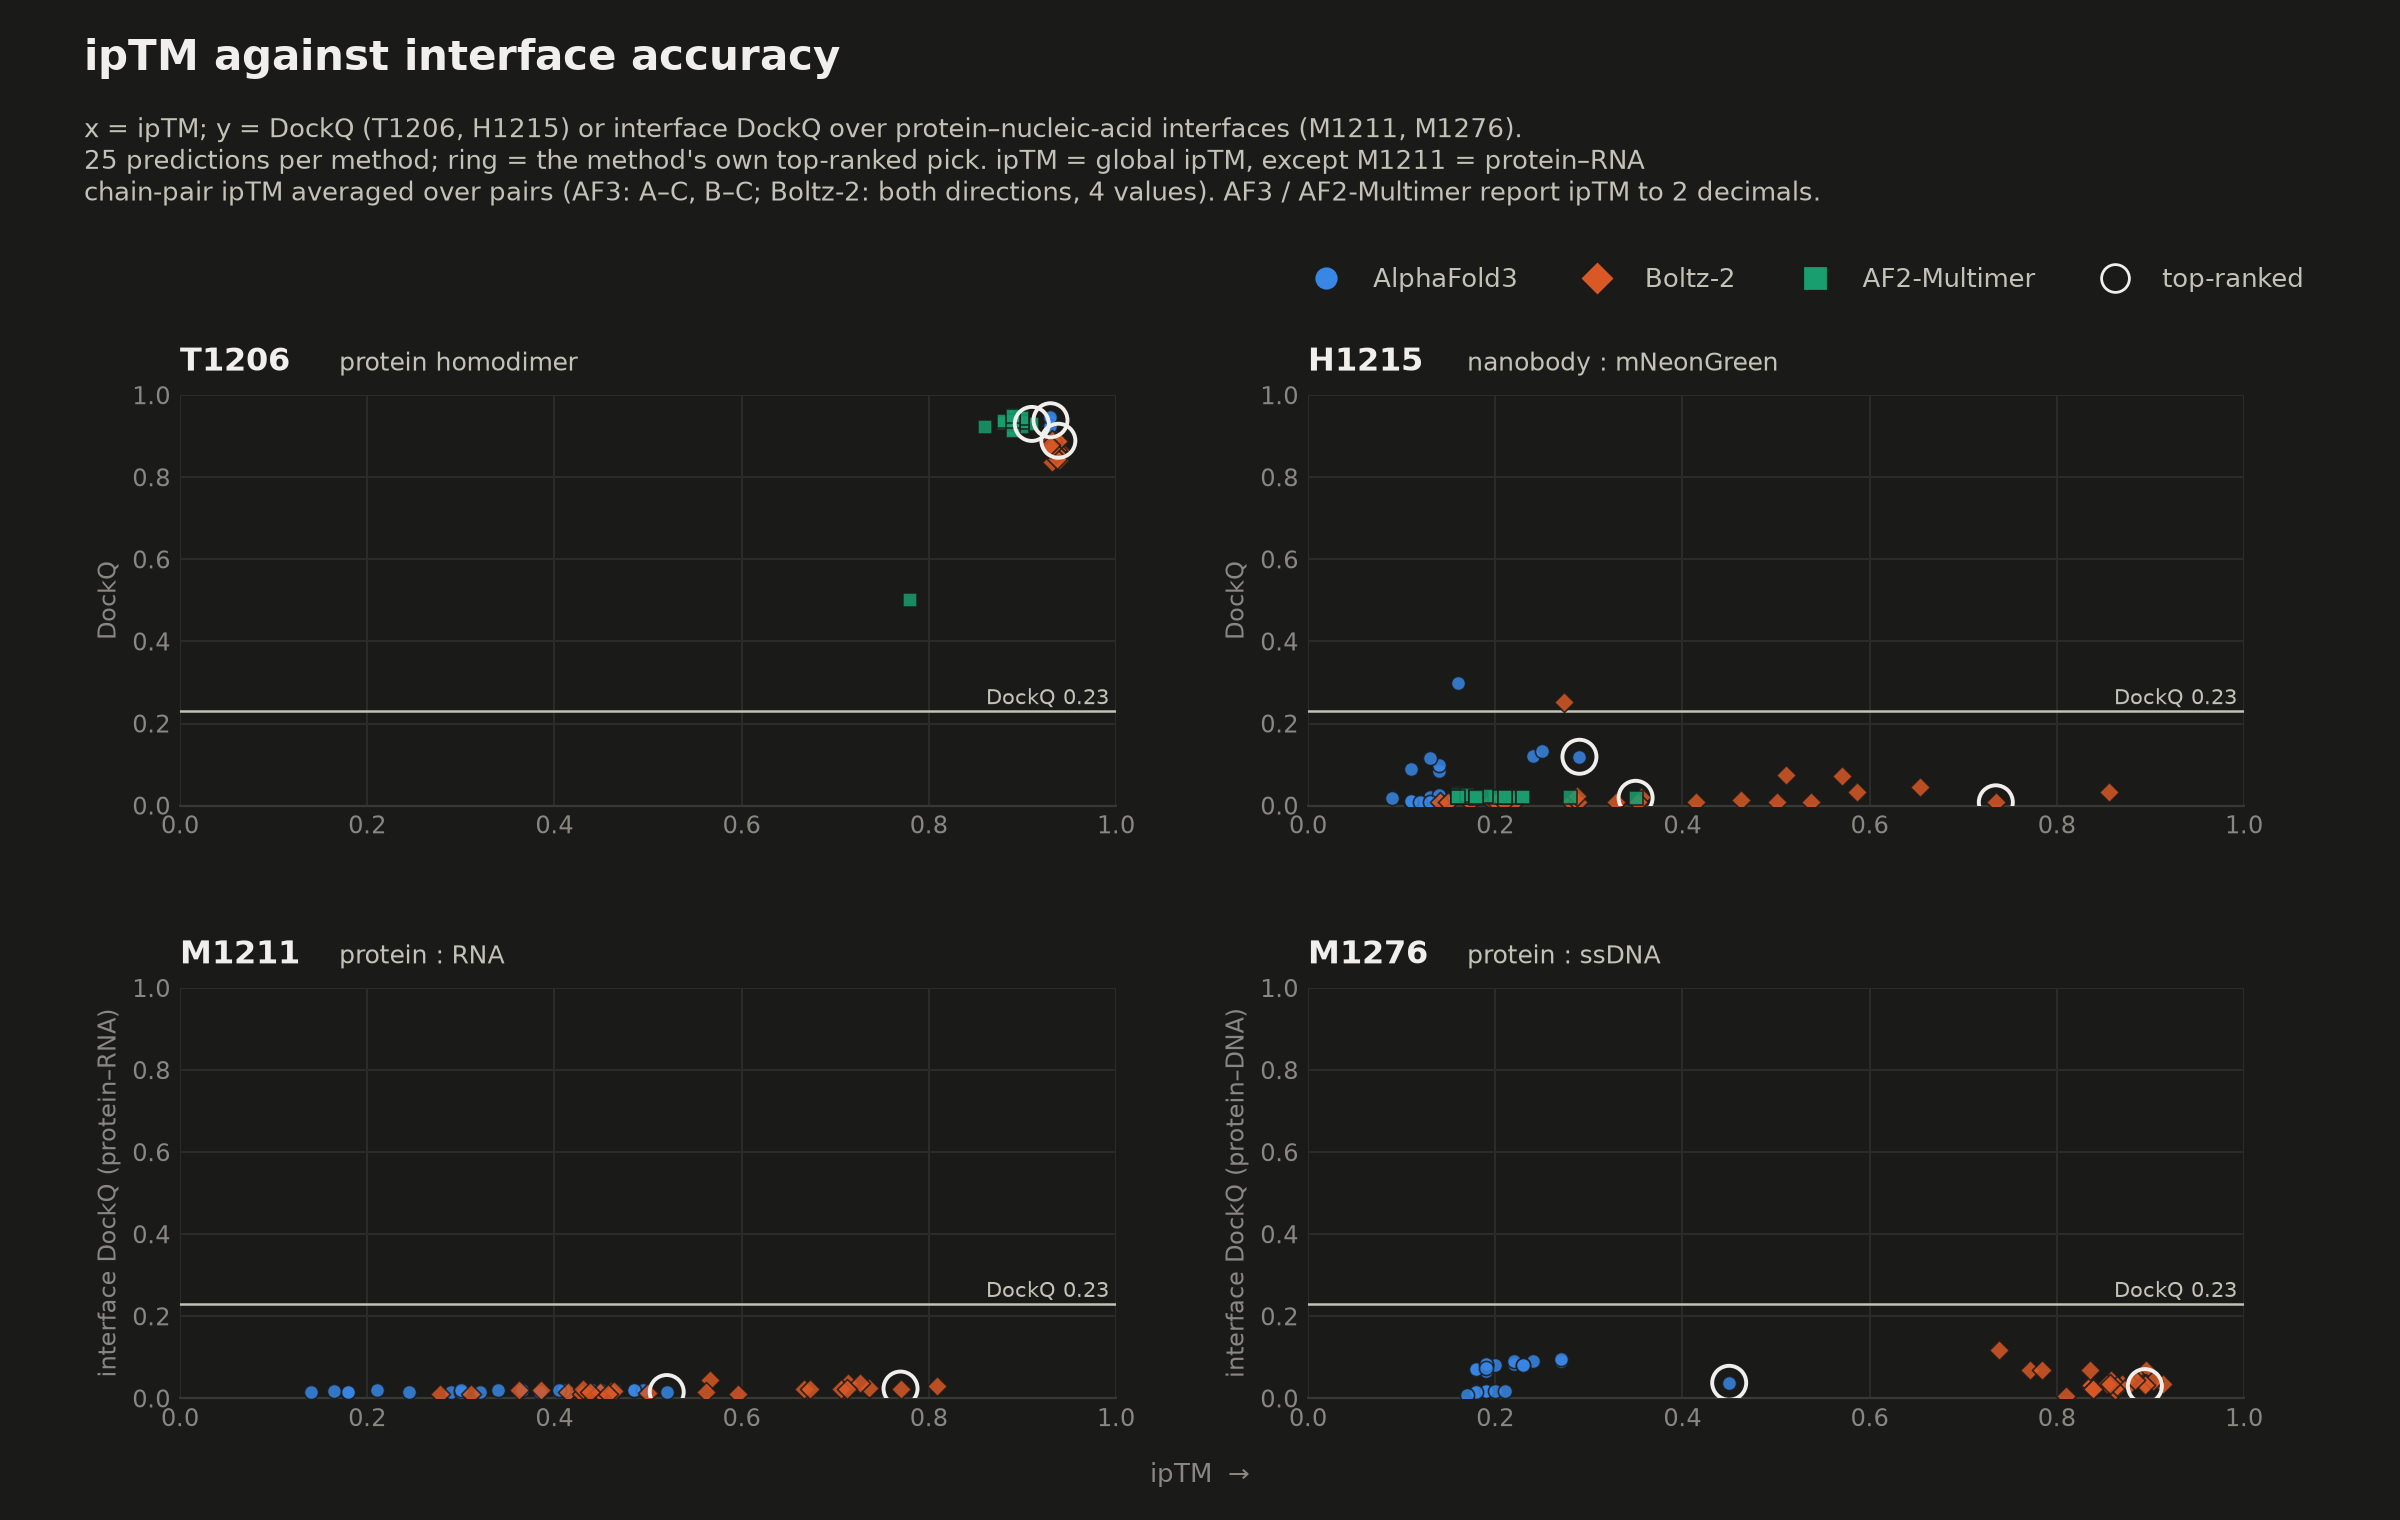 ipTM against interface accuracy
x = ipTM; y = DockQ (T1206, H1215) or interface DockQ over protein–nucleic-acid interfaces (M1211, M1276).
25 predictions per method; ring = the method's own top-ranked pick. ipTM = global ipTM, except M1211 = protein–RNA
chain-pair ipTM averaged over pairs (AF3: A–C, B–C; Boltz-2: both directions, 4 values). AF3 / AF2-Multimer report ipTM to 2 decimals.
AlphaFold3 Boltz-2 AF2-Multimer top-ranked
T1206 protein homodimer
1.0
0.8
0.6
0.4
0.2
0.0
DockQ
DockQ 0.23
0.0 0.2 0.4 0.6 0.8 1.0
H1215 nanobody : mNeonGreen
1.0
0.8
0.6
0.4
0.2
0.0
DockQ
DockQ 0.23
0.0 0.2 0.4 0.6 0.8 1.0
M1211 protein : RNA
1.0
0.8
0.6
0.4
0.2
0.0
interface DockQ (protein–RNA)
DockQ 0.23
0.0 0.2 0.4 0.6 0.8 1.0
M1276 protein : ssDNA
1.0
0.8
0.6
0.4
0.2
0.0
interface DockQ (protein–DNA)
DockQ 0.23
0.0 0.2 0.4 0.6 0.8 1.0
ipTM →